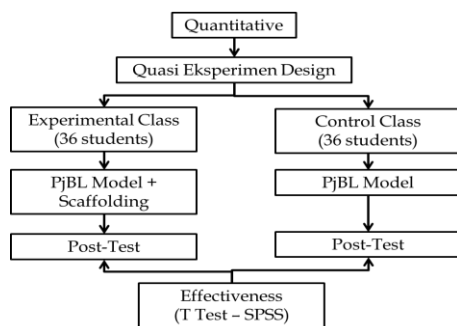 Quantitative
Quasi Eksperimen Design
Experimental Class
(36 students)
Control Class
(36 students)
PjBL Model +
Scaffolding
PjBL Model
Post-Test
Post-Test
Effectiveness
(T Test – SPSS)